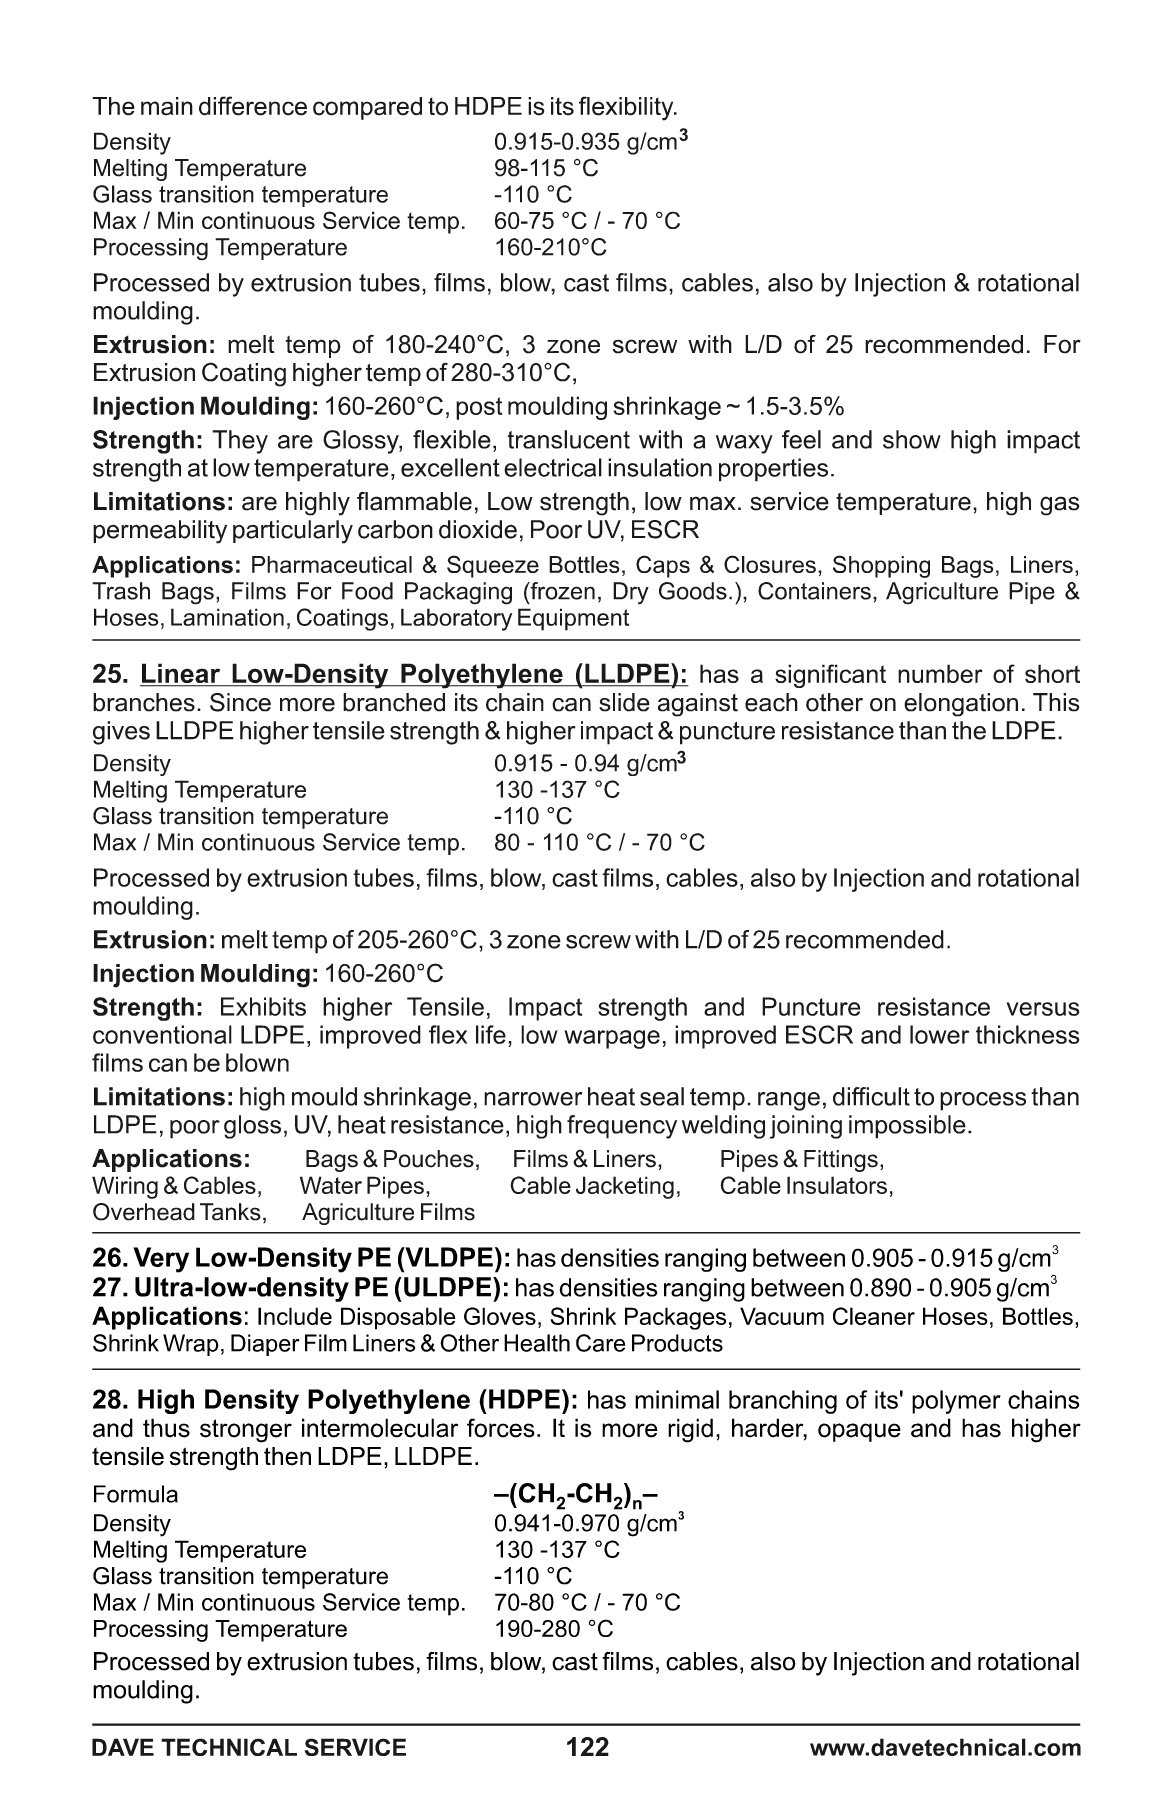 The main difference compared to HDPE is its flexibility.
Density 0.915-0.935 g/cm³
Melting Temperature 98-115 °C
Glass transition temperature -110 °C
Max / Min continuous Service temp. 60-75 °C / - 70 °C
Processing Temperature 160-210°C
Processed by extrusion tubes, films, blow, cast films, cables, also by Injection & rotational
moulding.
Extrusion: melt temp of 180-240°C, 3 zone screw with L/D of 25 recommended. For
Extrusion Coating higher temp of 280-310°C,
Injection Moulding: 160-260°C, post moulding shrinkage ~ 1.5-3.5%
Strength: They are Glossy, flexible, translucent with a waxy feel and show high impact
strength at low temperature, excellent electrical insulation properties.
Limitations: are highly flammable, Low strength, low max. service temperature, high gas
permeability particularly carbon dioxide, Poor UV, ESCR
Applications: Pharmaceutical & Squeeze Bottles, Caps & Closures, Shopping Bags, Liners,
Trash Bags, Films For Food Packaging (frozen, Dry Goods.), Containers, Agriculture Pipe &
Hoses, Lamination, Coatings, Laboratory Equipment
25. Linear Low-Density Polyethylene (LLDPE): has a significant number of short
branches. Since more branched its chain can slide against each other on elongation. This
gives LLDPE higher tensile strength & higher impact & puncture resistance than the LDPE.
Density 0.915 - 0.94 g/cm³
Melting Temperature 130 -137 °C
Glass transition temperature -110 °C
Max / Min continuous Service temp. 80 - 110 °C / - 70 °C
Processed by extrusion tubes, films, blow, cast films, cables, also by Injection and rotational
moulding.
Extrusion: melt temp of 205-260°C, 3 zone screw with L/D of 25 recommended.
Injection Moulding: 160-260°C
Strength: Exhibits higher Tensile, Impact strength and Puncture resistance versus
conventional LDPE, improved flex life, low warpage, improved ESCR and lower thickness
films can be blown
Limitations: high mould shrinkage, narrower heat seal temp. range, difficult to process than
LDPE, poor gloss, UV, heat resistance, high frequency welding joining impossible.
Applications: Bags & Pouches, Films & Liners, Pipes & Fittings,
Wiring & Cables, Water Pipes, Cable Jacketing, Cable Insulators,
Overhead Tanks, Agriculture Films
26. Very Low-Density PE (VLDPE): has densities ranging between 0.905 - 0.915 g/cm³
27. Ultra-low-density PE (ULDPE): has densities ranging between 0.890 - 0.905 g/cm³
Applications: Include Disposable Gloves, Shrink Packages, Vacuum Cleaner Hoses, Bottles,
Shrink Wrap, Diaper Film Liners & Other Health Care Products
28. High Density Polyethylene (HDPE): has minimal branching of its' polymer chains
and thus stronger intermolecular forces. It is more rigid, harder, opaque and has higher
tensile strength then LDPE, LLDPE.
Formula –(CH₂-CH₂)ₙ–
Density 0.941-0.970 g/cm³
Melting Temperature 130 -137 °C
Glass transition temperature -110 °C
Max / Min continuous Service temp. 70-80 °C / - 70 °C
Processing Temperature 190-280 °C
Processed by extrusion tubes, films, blow, cast films, cables, also by Injection and rotational
moulding.
DAVE TECHNICAL SERVICE 122 www.davetechnical.com